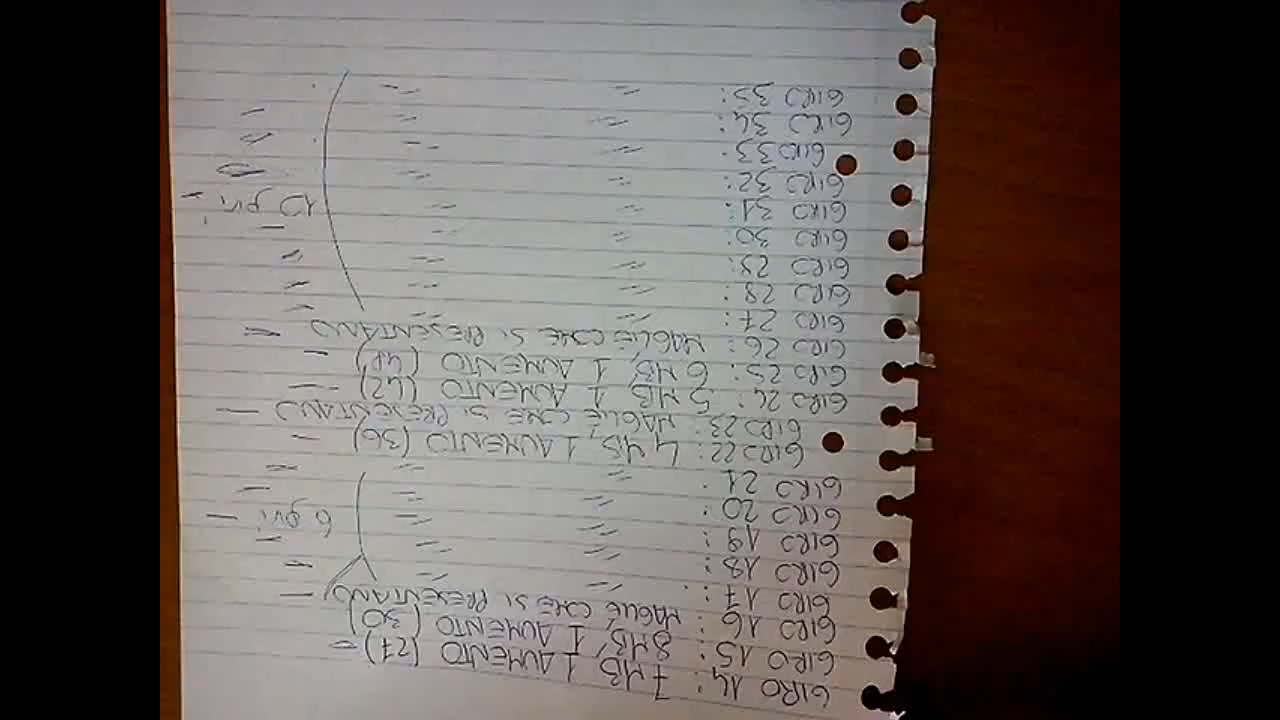 GIRO 14: 7 MB 1 AUMENTO (27) —
GIRO 15: 8 MB, 1 AUMENTO (30)
GIRO 16: MAGLIE COME SI PRESENTANO —
GIRO 17: // // —
GIRO 18: // // —
GIRO 19: // // 6 giri —
GIRO 20: // // —
GIRO 21: // // —
GIRO 22: 4 MB, 1 AUMENTO (36) —
GIRO 23: MAGLIE COME SI PRESENTANO —
GIRO 24: 5 MB 1 AUMENTO (42) —
GIRO 25: 6 MB, 1 AUMENTO (48) —
GIRO 26: MAGLIE COME SI PRESENTANO —
GIRO 27: // //
GIRO 28: // //
GIRO 29: // //
GIRO 30: // //
GIRO 31: // // 10 giri —
GIRO 32: // //
GIRO 33: // //
GIRO 34: // //
GIRO 35: // //